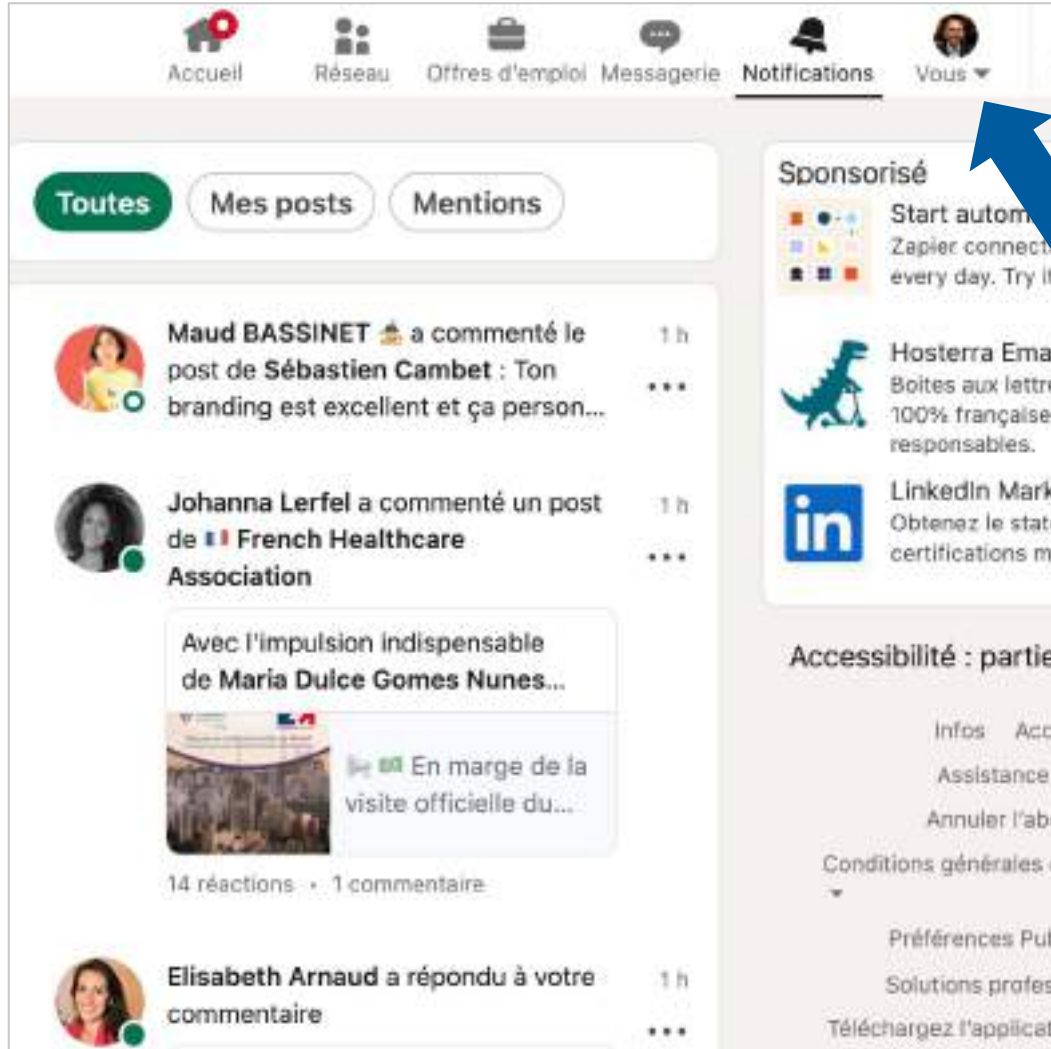 Accueil Réseau Offres d'emploi Messagerie Notifications Vous
Toutes Mes posts Mentions
Maud BASSINET a commenté le
post de Sébastien Cambet : Ton
branding est excellent et ça person...
1 h
Johanna Lerfel a commenté un post
de French Healthcare
Association
1 h
Avec l'impulsion indispensable
de Maria Dulce Gomes Nunes...
En marge de la
visite officielle du...
14 réactions • 1 commentaire
Elisabeth Arnaud a répondu à votre
commentaire
1 h
Sponsorisé
Start autom
Zapier connect
every day. Try it
Hosterra Ema
Boites aux lettre
100% française
responsables.
in
LinkedIn Mark
Obtenez le stat
certifications m
Accessibilité : partie
Infos Acc
Assistance
Annuler l'ab
Conditions générales
Préférences Pul
Solutions profes
Téléchargez l'applicat